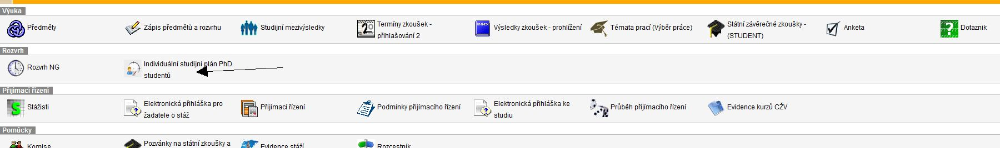 Výuka
Předměty
Zápis předmětů a rozvrhu
Studijní mezivýsledky
Termíny zkoušek -
přihlašování 2
Index
Výsledky zkoušek - prohlížení
Témata prací (Výběr práce)
Státní závěrečné zkoušky -
(STUDENT)
Anketa
Dotaznik
Rozvrh
Rozvrh NG
Individuální studijní plán PhD.
studentů
Přijímací řízení
Stážisti
Elektronická přihláška pro
žadatele o stáž
Přijímací řízení
Podmínky přijímacího řízení
Elektronická přihláška ke
studiu
Průběh přijímacího řízení
Evidence kurzů CŽV
Pomůcky
Komise
Pozvánky na státní zkoušky a
Evidence stáží
Rozcestník